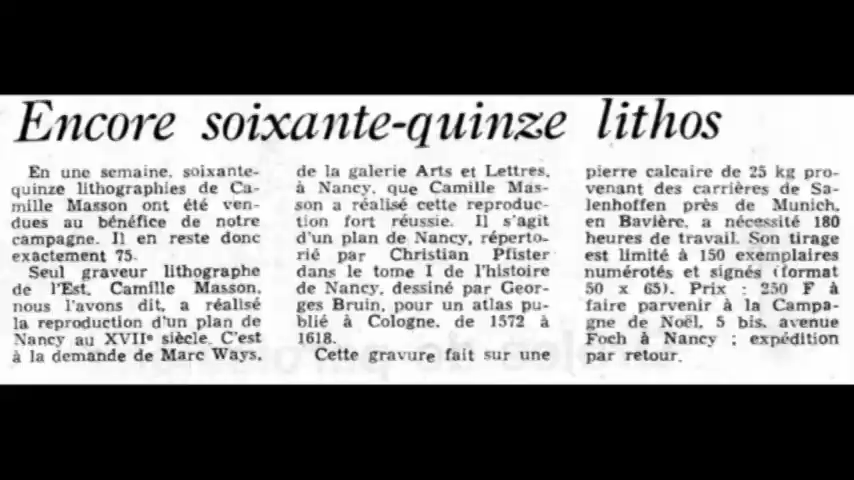 Encore soixante-quinze lithos
En une semaine, soixante-
quinze lithographies de Ca-
mille Masson ont été ven-
dues au bénéfice de notre
campagne. Il en reste donc
exactement 75.
Seul graveur lithographe
de l'Est, Camille Masson,
nous l'avons dit, a réalisé
la reproduction d'un plan de
Nancy au XVIIe siècle. C'est
à la demande de Marc Ways,
de la galerie Arts et Lettres,
à Nancy, que Camille Mas-
son a réalisé cette reproduc-
tion fort réussie. Il s'agit
d'un plan de Nancy, réperto-
rié par Christian Pfister
dans le tome I de l'histoire
de Nancy, dessiné par Geor-
ges Bruin, pour un atlas pu-
blié à Cologne, de 1572 à
1618.
Cette gravure fait sur une
pierre calcaire de 25 kg pro-
venant des carrières de Sa-
lenhoffen près de Munich,
en Bavière, a nécessité 180
heures de travail. Son tirage
est limité à 150 exemplaires
numérotés et signés (format
50 x 65). Prix : 250 F à
faire parvenir à la Campa-
gne de Noël, 5 bis, avenue
Foch à Nancy ; expédition
par retour.